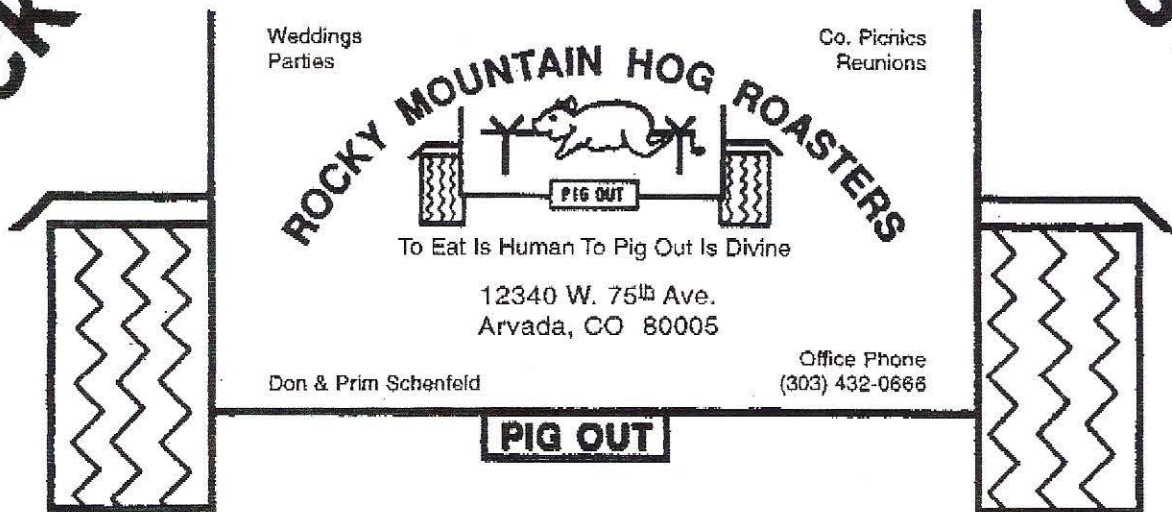 Weddings
Parties
Co. Picnics
Reunions
ROCKY MOUNTAIN HOG ROASTERS
PIG OUT
To Eat Is Human To Pig Out Is Divine
12340 W. 75th Ave.
Arvada, CO 80005
Don & Prim Schenfeld
Office Phone
(303) 432-0666
PIG OUT